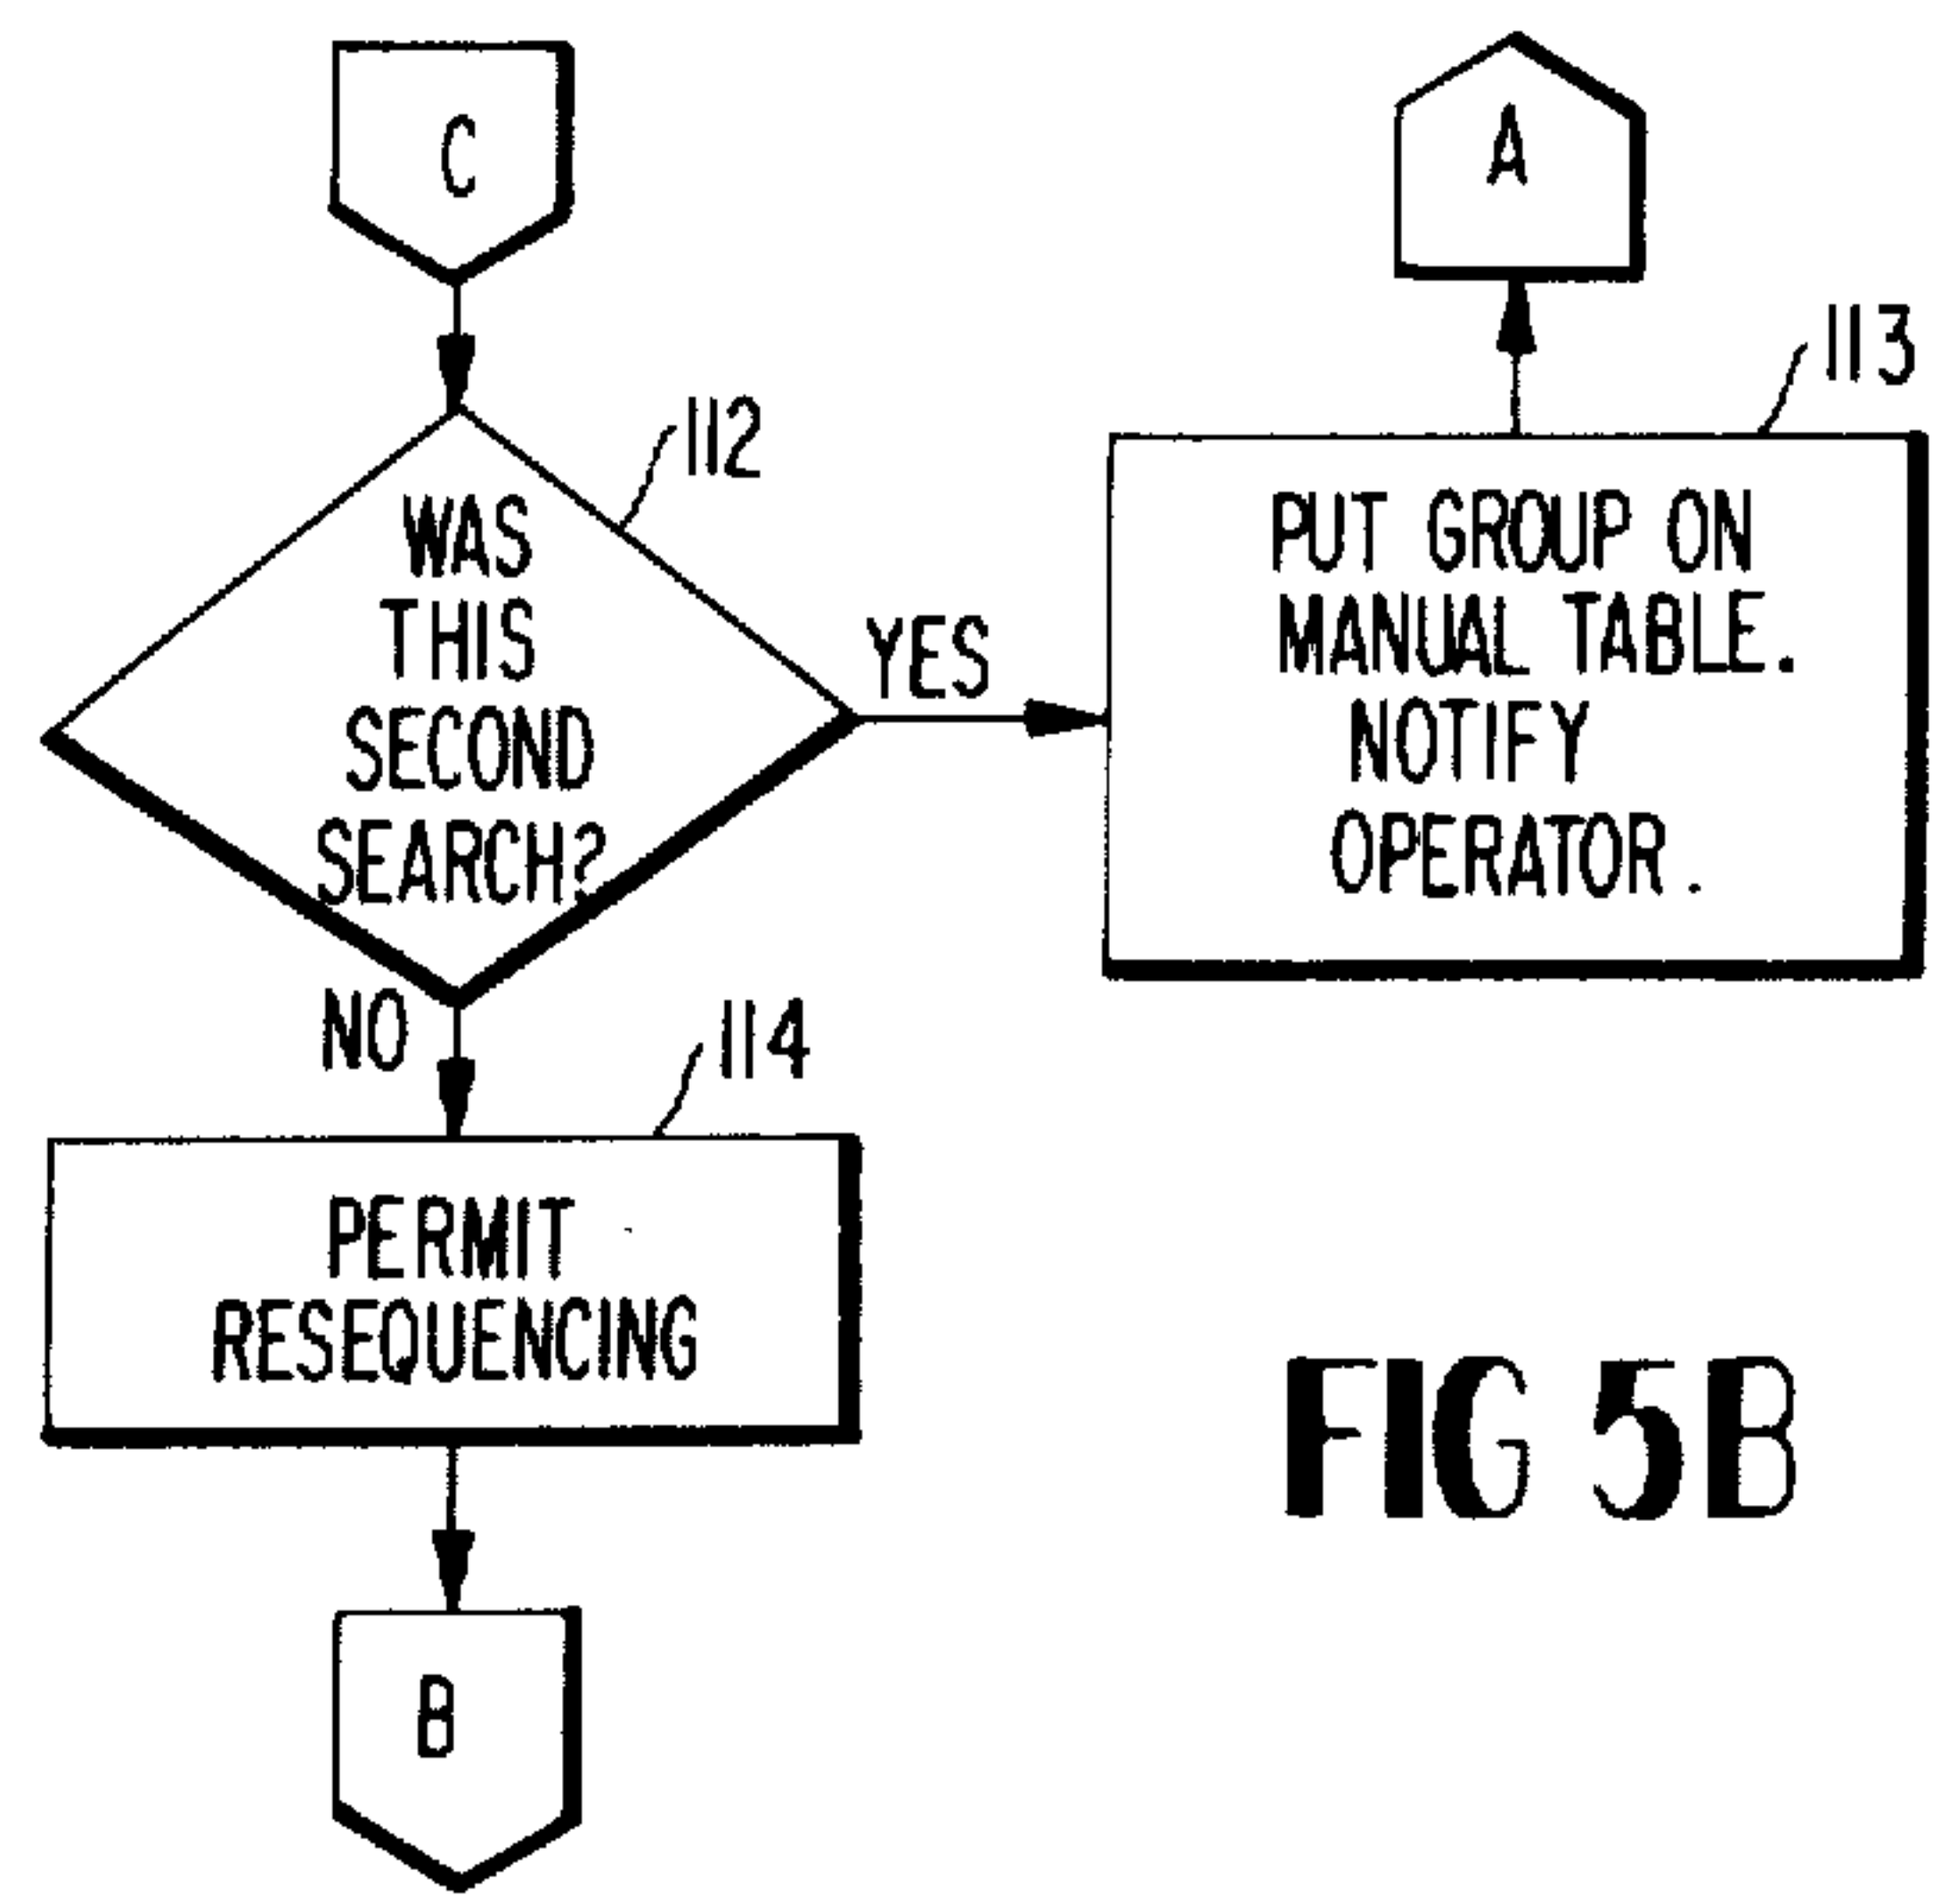 C
112
WAS
THIS
SECOND
SEARCH?
YES
NO
A
113
PUT GROUP ON
MANUAL TABLE.
NOTIFY
OPERATOR.
114
PERMIT
RESEQUENCING
B
FIG 5B